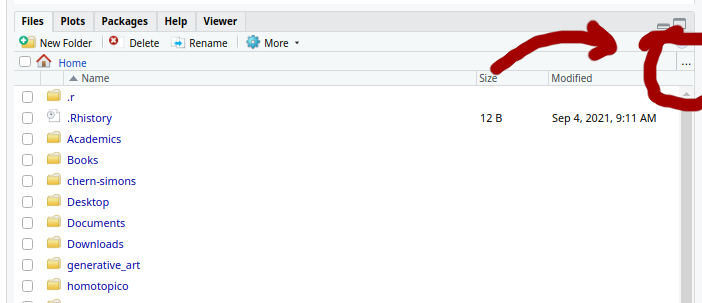 Files Plots Packages Help Viewer
New Folder Delete Rename More
Home ...
Name Size Modified
.r
.Rhistory 12 B Sep 4, 2021, 9:11 AM
Academics
Books
chern-simons
Desktop
Documents
Downloads
generative_art
homotopico